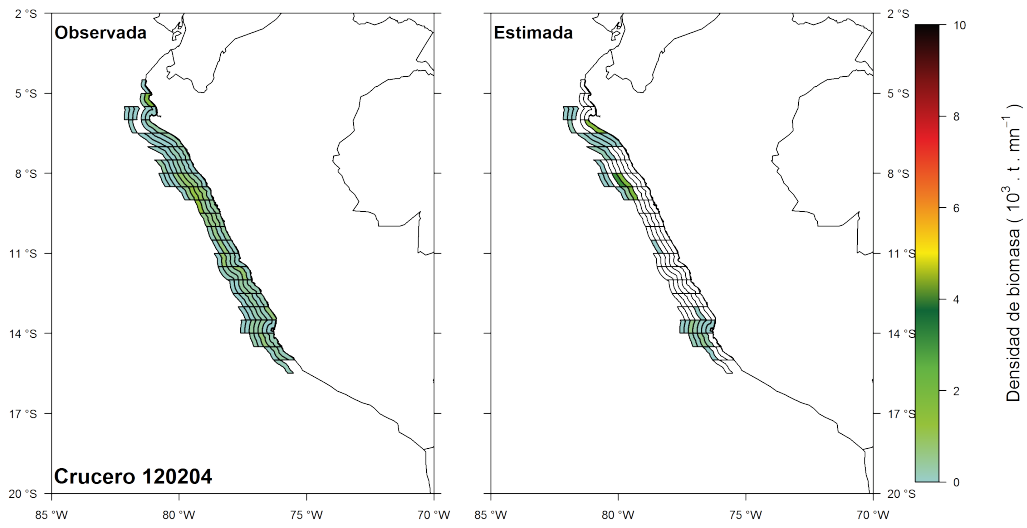 Observada
Estimada
Crucero 120204
2 °S
5 °S
8 °S
11 °S
14 °S
17 °S
20 °S
85 °W
80 °W
75 °W
70 °W
2 °S
5 °S
8 °S
11 °S
14 °S
17 °S
20 °S
85 °W
80 °W
75 °W
70 °W
10
8
6
4
2
0
Densidad de biomasa ( 10³ . t . mn⁻¹ )